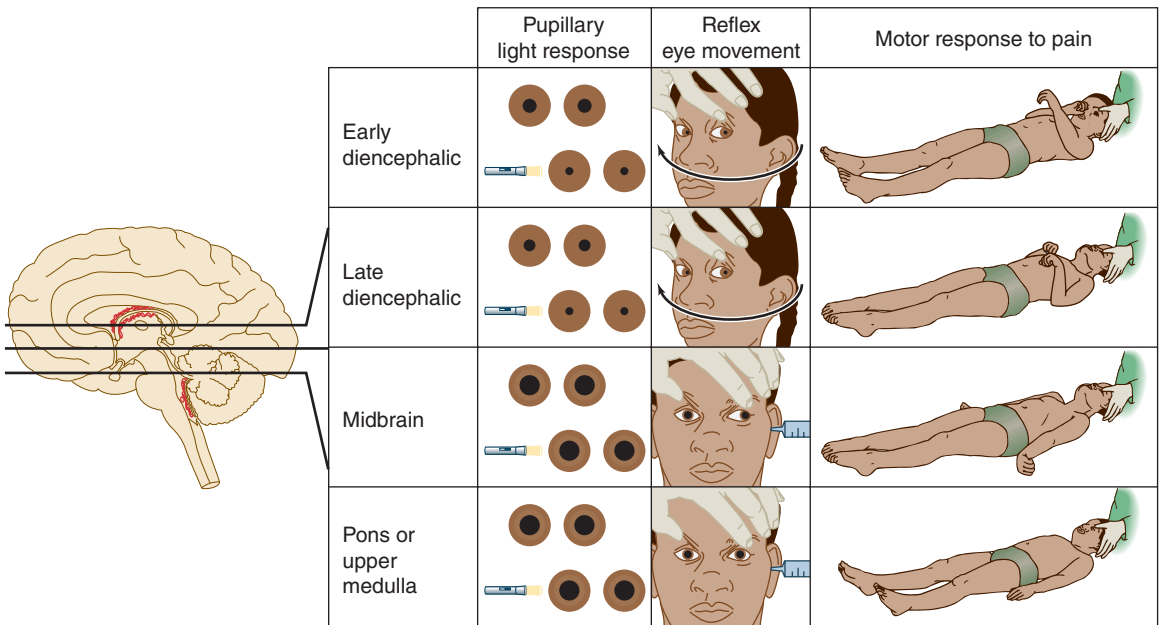 Pupillary
light response
Reflex
eye movement
Motor response to pain
Early
diencephalic
Late
diencephalic
Midbrain
Pons or
upper
medulla